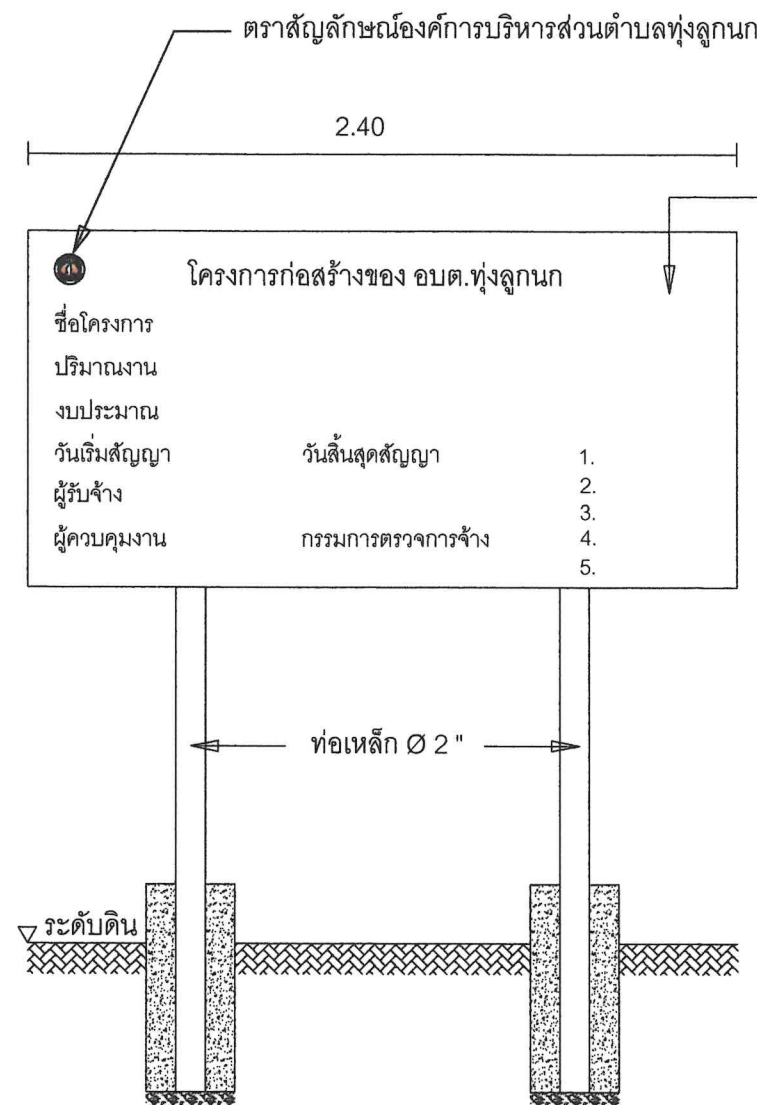 ตราสัญลักษณ์องค์การบริหารส่วนตำบลทุ่งลูกนก
2.40
โครงการก่อสร้างของ อบต.ทุ่งลูกนก
ชื่อโครงการ
ปริมาณงาน
งบประมาณ
วันเริ่มสัญญา วันสิ้นสุดสัญญา 1.
ผู้รับจ้าง 2.
3.
ผู้ควบคุมงาน กรรมการตรวจการจ้าง 4.
5.
ท่อเหล็ก Ø 2 "
ระดับดิน